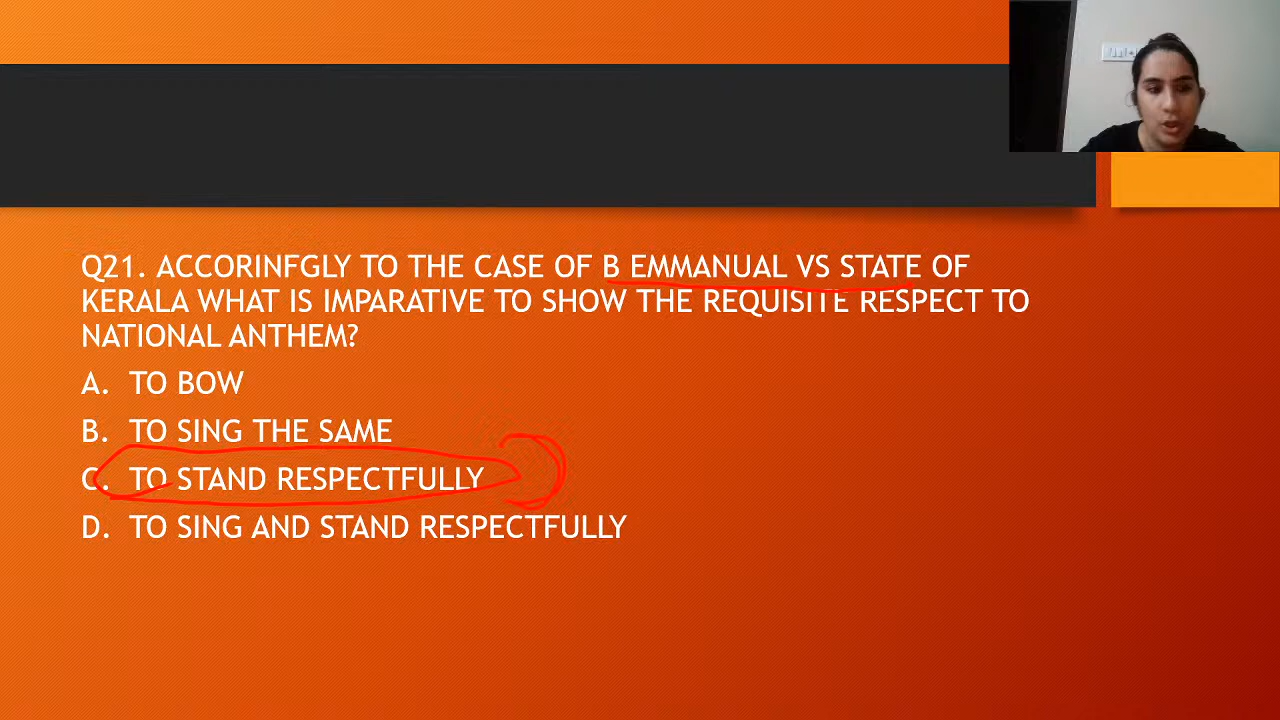 Q21. ACCORINFGLY TO THE CASE OF B EMMANUAL VS STATE OF
KERALA WHAT IS IMPARATIVE TO SHOW THE REQUISITE RESPECT TO
NATIONAL ANTHEM?
A. TO BOW
B. TO SING THE SAME
C. TO STAND RESPECTFULLY
D. TO SING AND STAND RESPECTFULLY